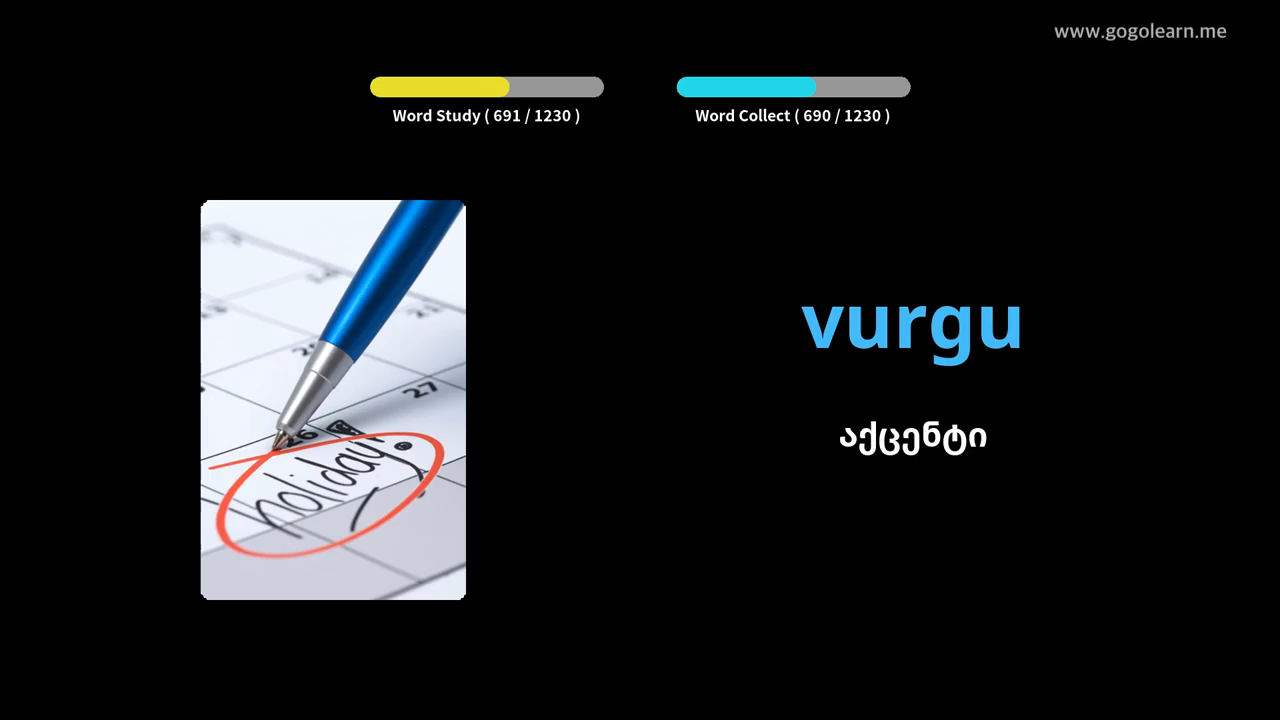 www.gogolearn.me
Word Study ( 691 / 1230 )
Word Collect ( 690 / 1230 )
27
26
holiday!
vurgu
აქცენტი